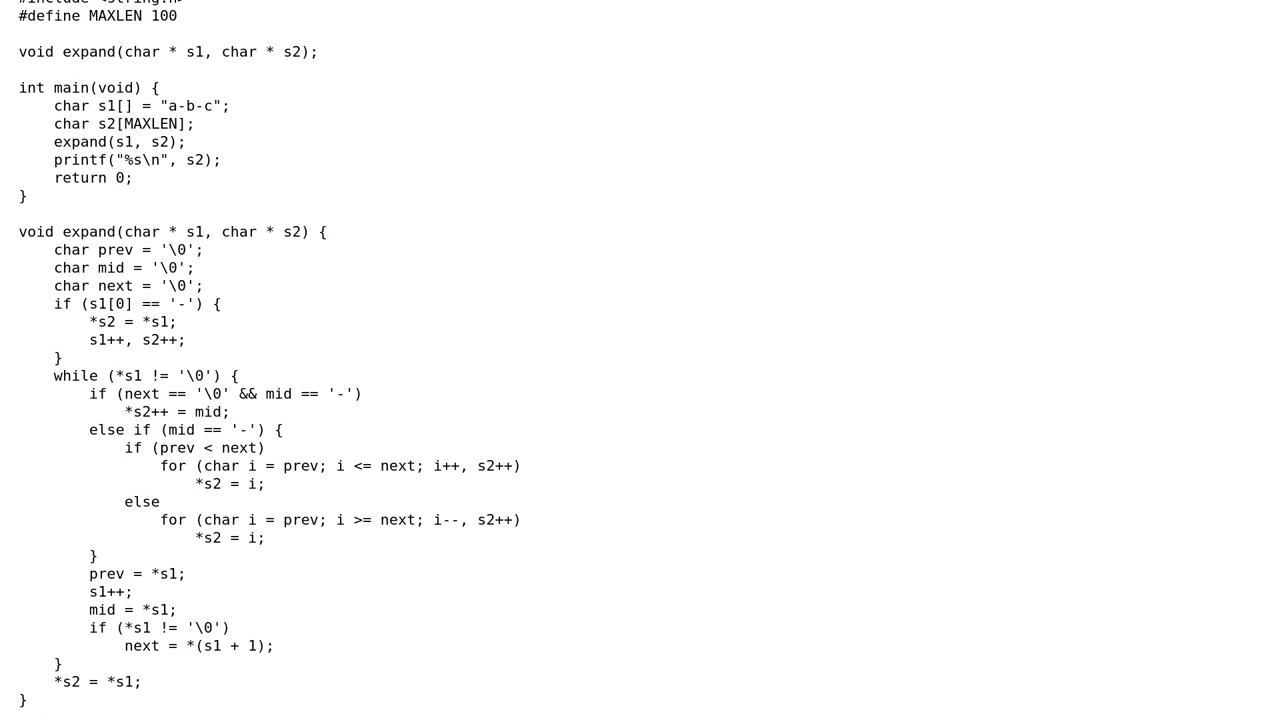 #include <string.h>
#define MAXLEN 100

void expand(char * s1, char * s2);

int main(void) {
    char s1[] = "a-b-c";
    char s2[MAXLEN];
    expand(s1, s2);
    printf("%s\n", s2);
    return 0;
}

void expand(char * s1, char * s2) {
    char prev = '\0';
    char mid = '\0';
    char next = '\0';
    if (s1[0] == '-') {
        *s2 = *s1;
        s1++, s2++;
    }
    while (*s1 != '\0') {
        if (next == '\0' && mid == '-')
            *s2++ = mid;
        else if (mid == '-') {
            if (prev < next)
                for (char i = prev; i <= next; i++, s2++)
                    *s2 = i;
            else
                for (char i = prev; i >= next; i--, s2++)
                    *s2 = i;
        }
        prev = *s1;
        s1++;
        mid = *s1;
        if (*s1 != '\0')
            next = *(s1 + 1);
    }
    *s2 = *s1;
}